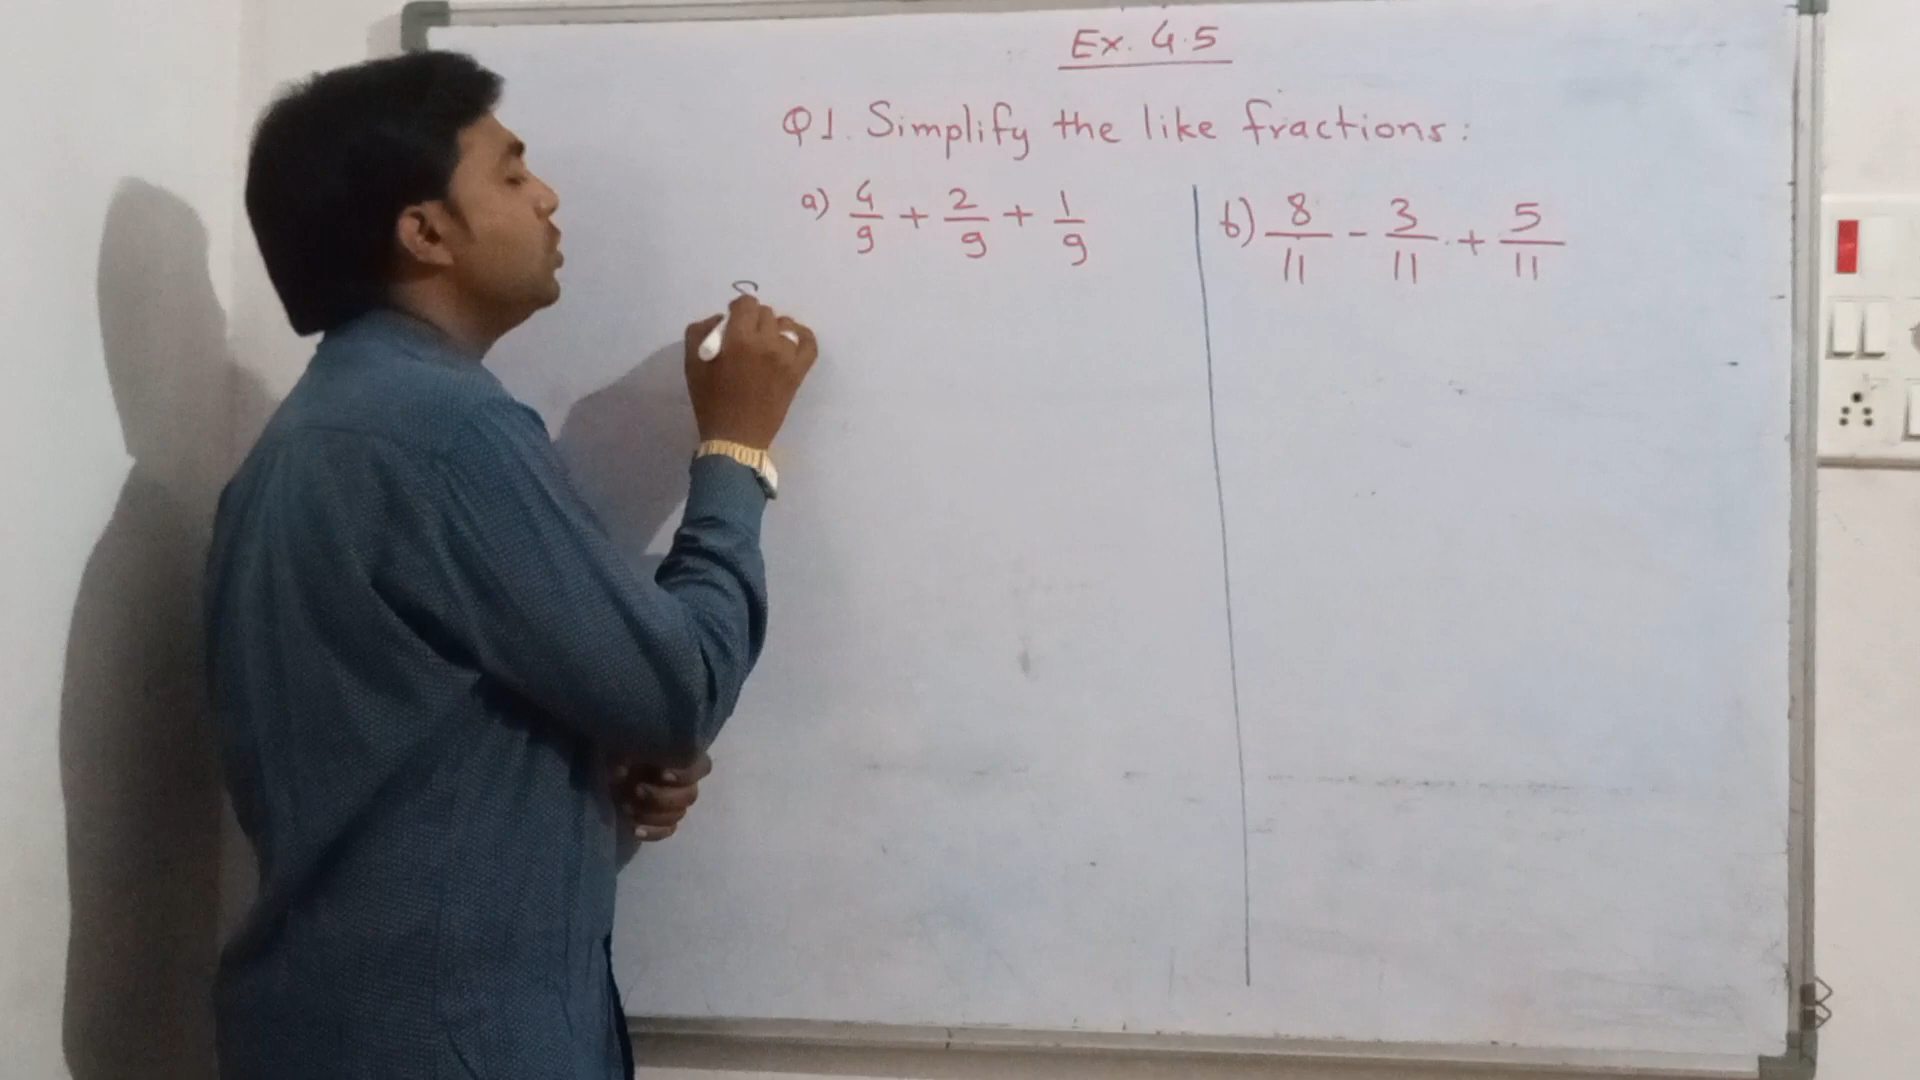 Ex. 4.5
Q1. Simplify the like fractions:
a) 4/9 + 2/9 + 1/9
b) 8/11 - 3/11 + 5/11